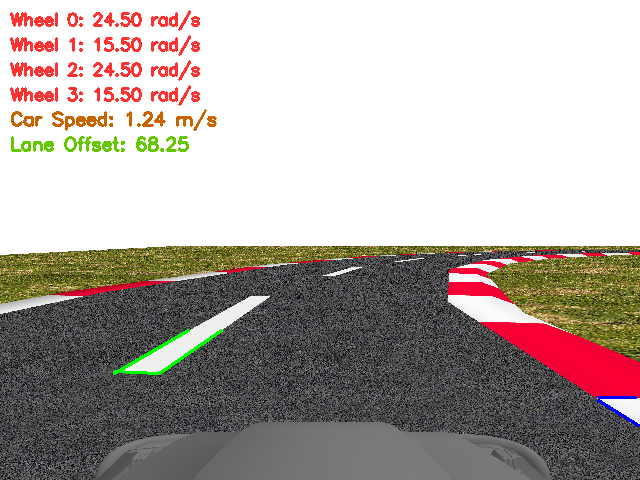 Wheel 0: 24.50 rad/s
Wheel 1: 15.50 rad/s
Wheel 2: 24.50 rad/s
Wheel 3: 15.50 rad/s
Car Speed: 1.24 m/s
Lane Offset: 68.25